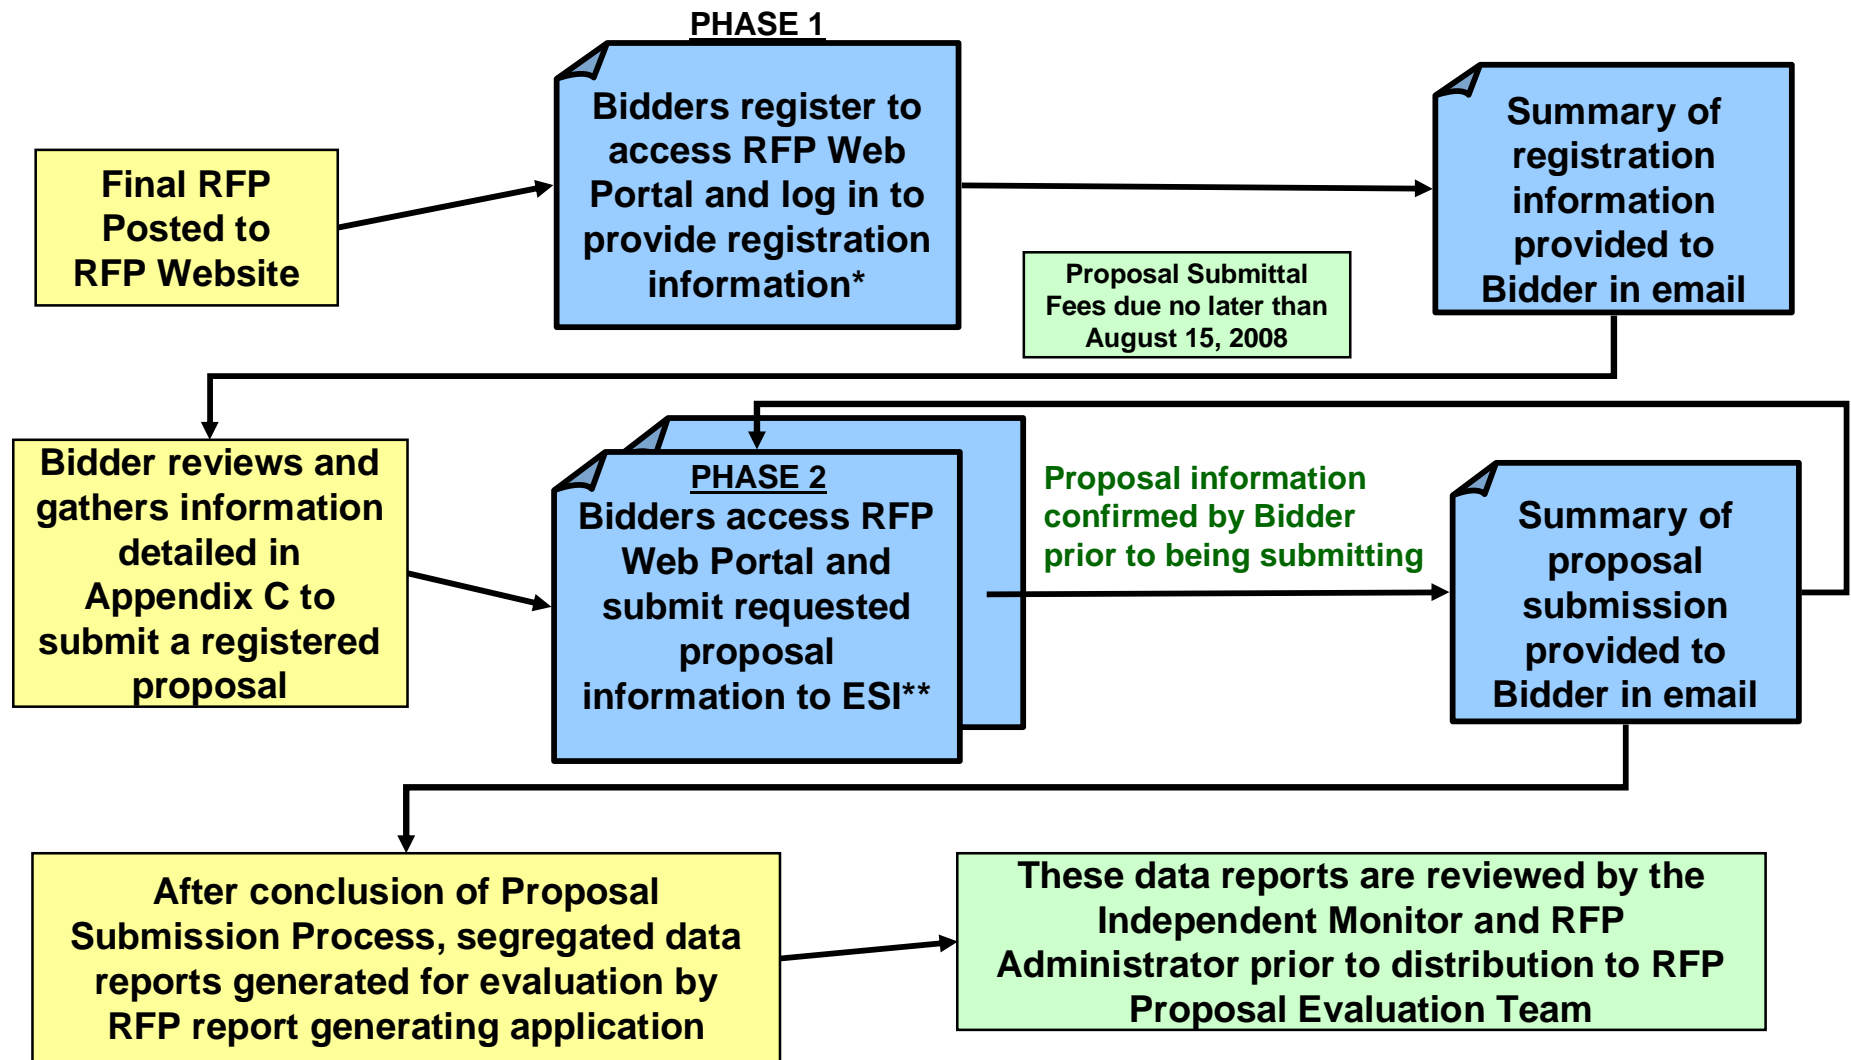 PHASE 1
Final RFP
Posted to
RFP Website
Bidders register to
access RFP Web
Portal and log in to
provide registration
information*
Summary of
registration
information
provided to
Bidder in email
Proposal Submittal
Fees due no later than
August 15, 2008
Bidder reviews and
gathers information
detailed in
Appendix C to
submit a registered
proposal
PHASE 2
Bidders access RFP
Web Portal and
submit requested
proposal
information to ESI**
Proposal information
confirmed by Bidder
prior to being submitting
Summary of
proposal
submission
provided to
Bidder in email
After conclusion of Proposal
Submission Process, segregated data
reports generated for evaluation by
RFP report generating application
These data reports are reviewed by the
Independent Monitor and RFP
Administrator prior to distribution to RFP
Proposal Evaluation Team